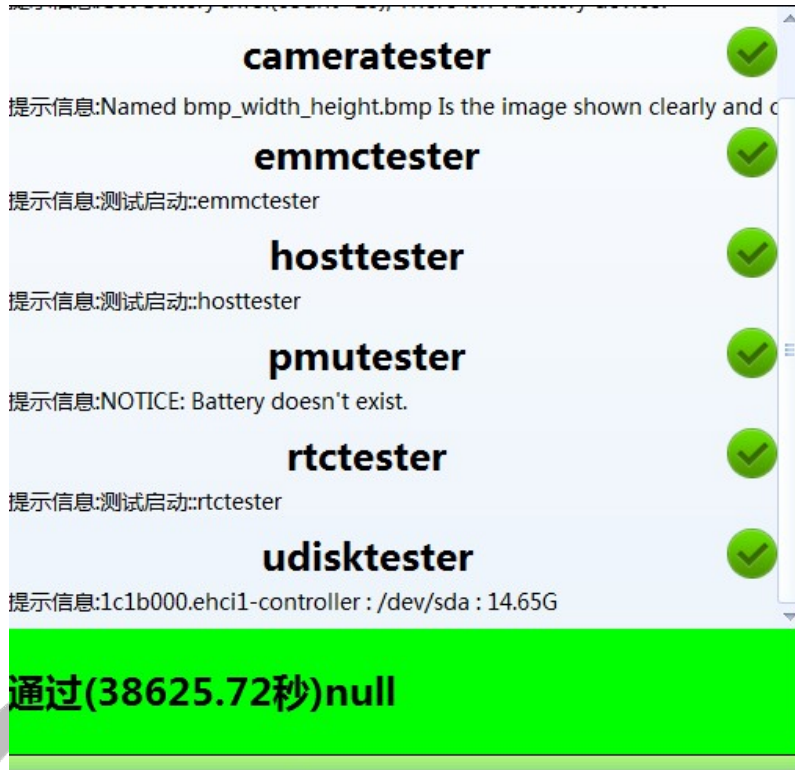 cameratester
提示信息:Named bmp_width_height.bmp Is the image shown clearly and
emmctester
提示信息:测试启动::emmctester
hosttester
提示信息:测试启动::hosttester
pmutester
提示信息:NOTICE: Battery doesn't exist.
rtctester
提示信息:测试启动::rtctester
udisktester
提示信息:1c1b000.ehci1-controller : /dev/sda : 14.65G
通过(38625.72秒)null